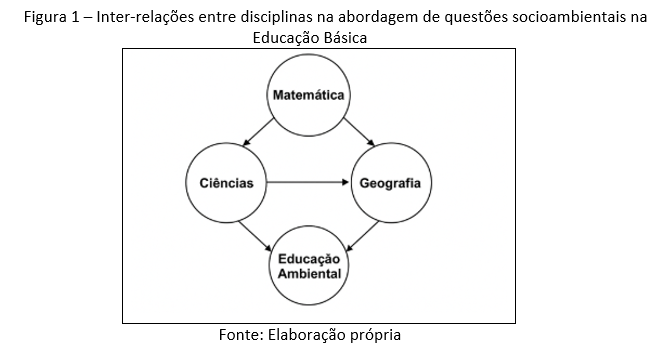 Figura 1 – Inter-relações entre disciplinas na abordagem de questões socioambientais na
Educação Básica
Matemática
Ciências
Geografia
Educação
Ambiental
Fonte: Elaboração própria